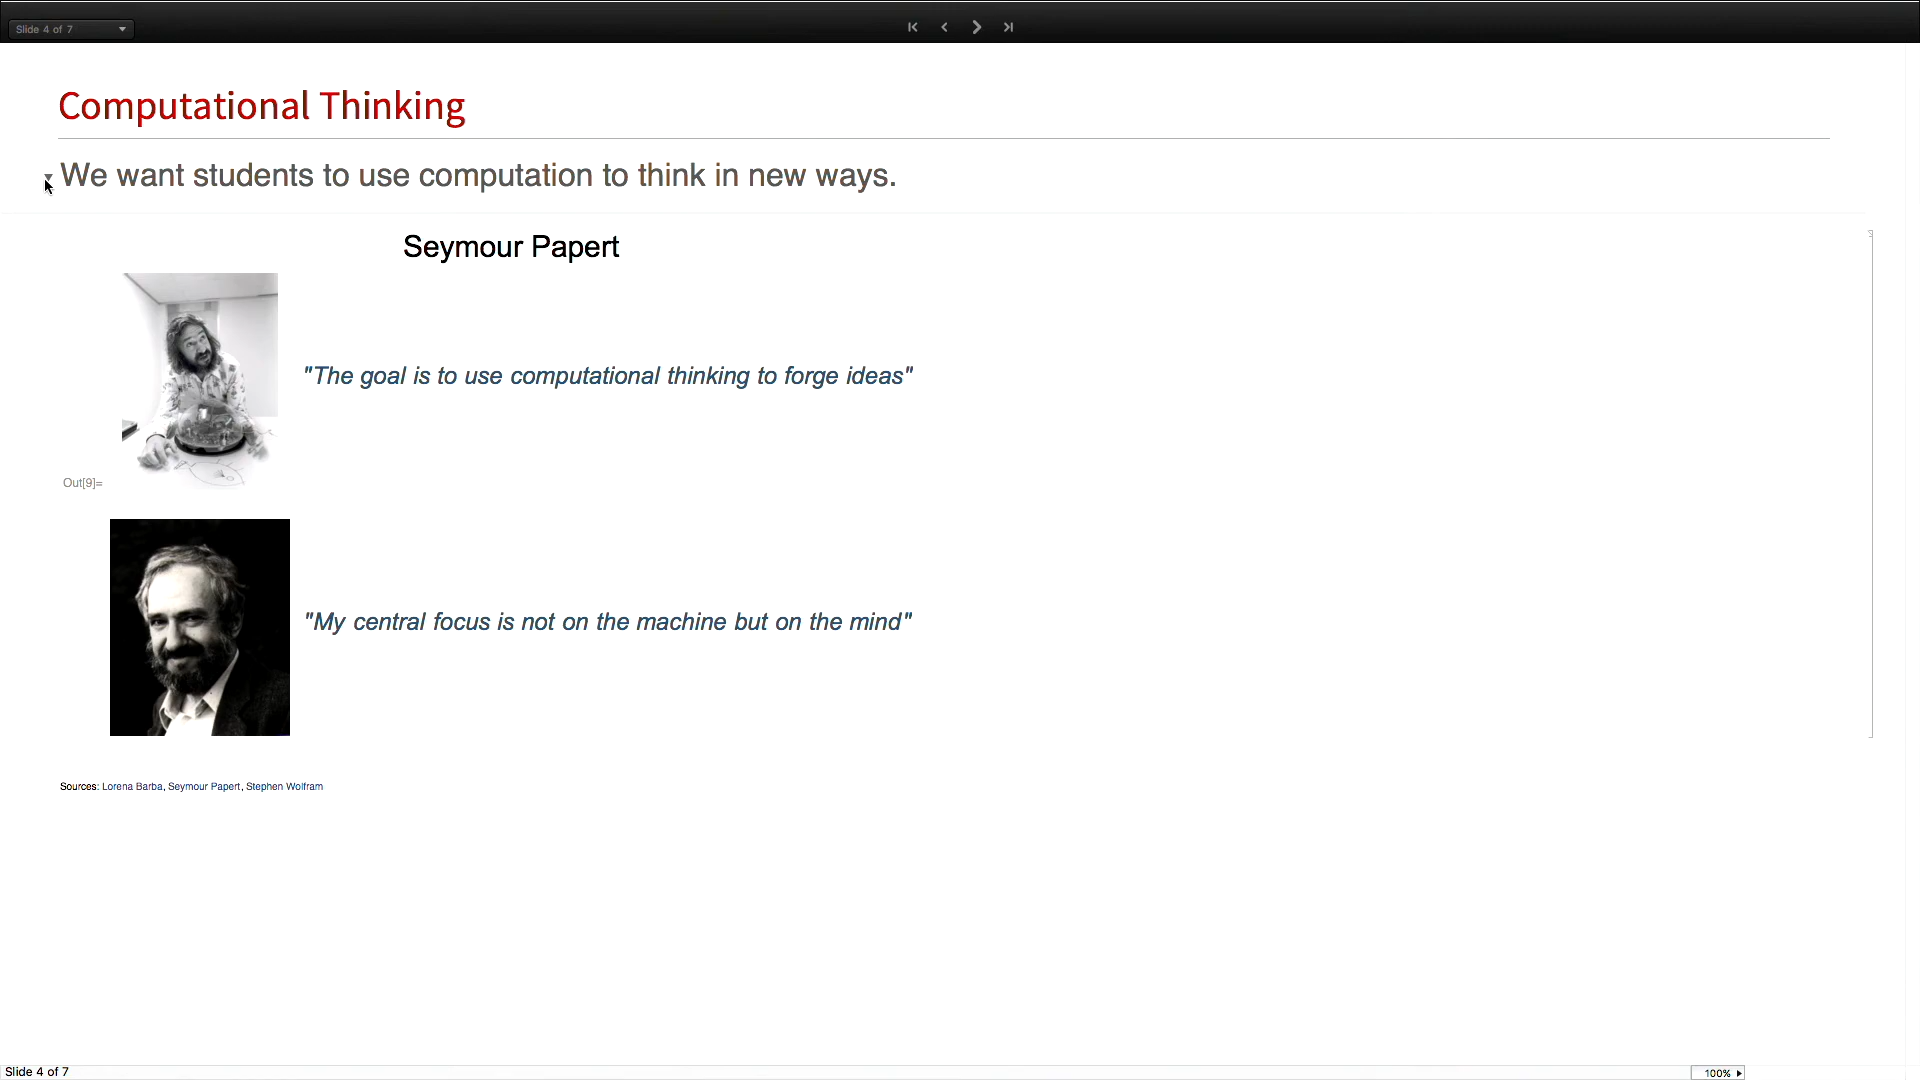 Slide 4 of 7
Computational Thinking
We want students to use computation to think in new ways.
Seymour Papert
"The goal is to use computational thinking to forge ideas"
Out[9]=
"My central focus is not on the machine but on the mind"
Sources: Lorena Barba, Seymour Papert, Stephen Wolfram
Slide 4 of 7
100%